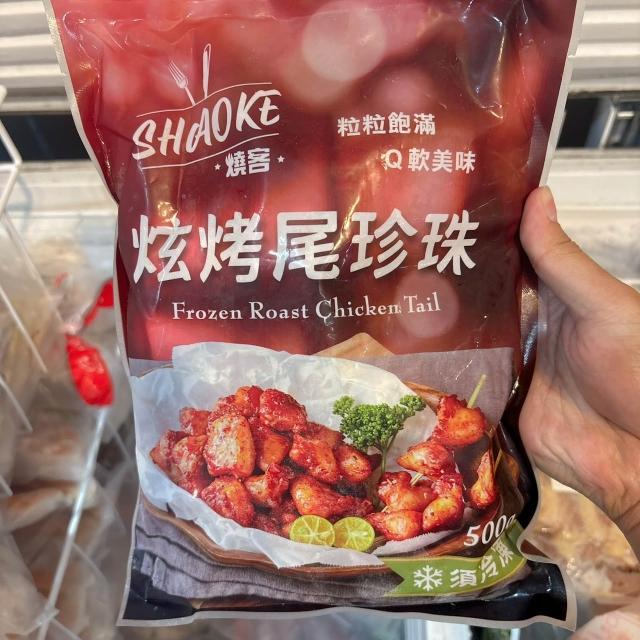 SHAOKE
燒客
粒粒飽滿
Q軟美味
炫烤尾珍珠
Frozen Roast Chicken Tail
500g
須冷凍